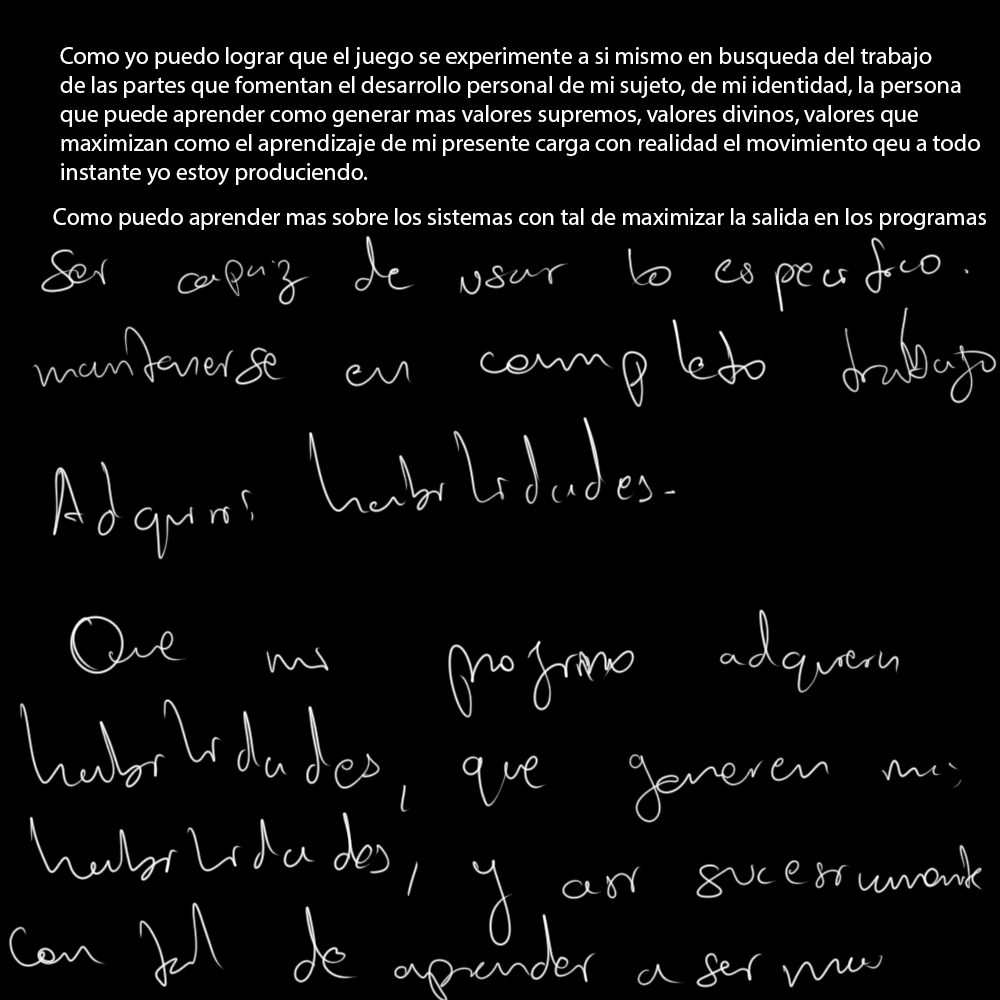 Como yo puedo lograr que el juego se experimente a si mismo en busqueda del trabajo
de las partes que fomentan el desarrollo personal de mi sujeto, de mi identidad, la persona
que puede aprender como generar mas valores supremos, valores divinos, valores que
maximizan como el aprendizaje de mi presente carga con realidad el movimiento qeu a todo
instante yo estoy produciendo.
Como puedo aprender mas sobre los sistemas con tal de maximizar la salida en los programas
Ser capaz de usar lo especifico.
mantenerse en completo trabajo
Adquirir habilidades.
Que mi programa adquiera
habilidades, que generen mas
habilidades, y asi sucesivamente
Con tal de aprender a ser mas